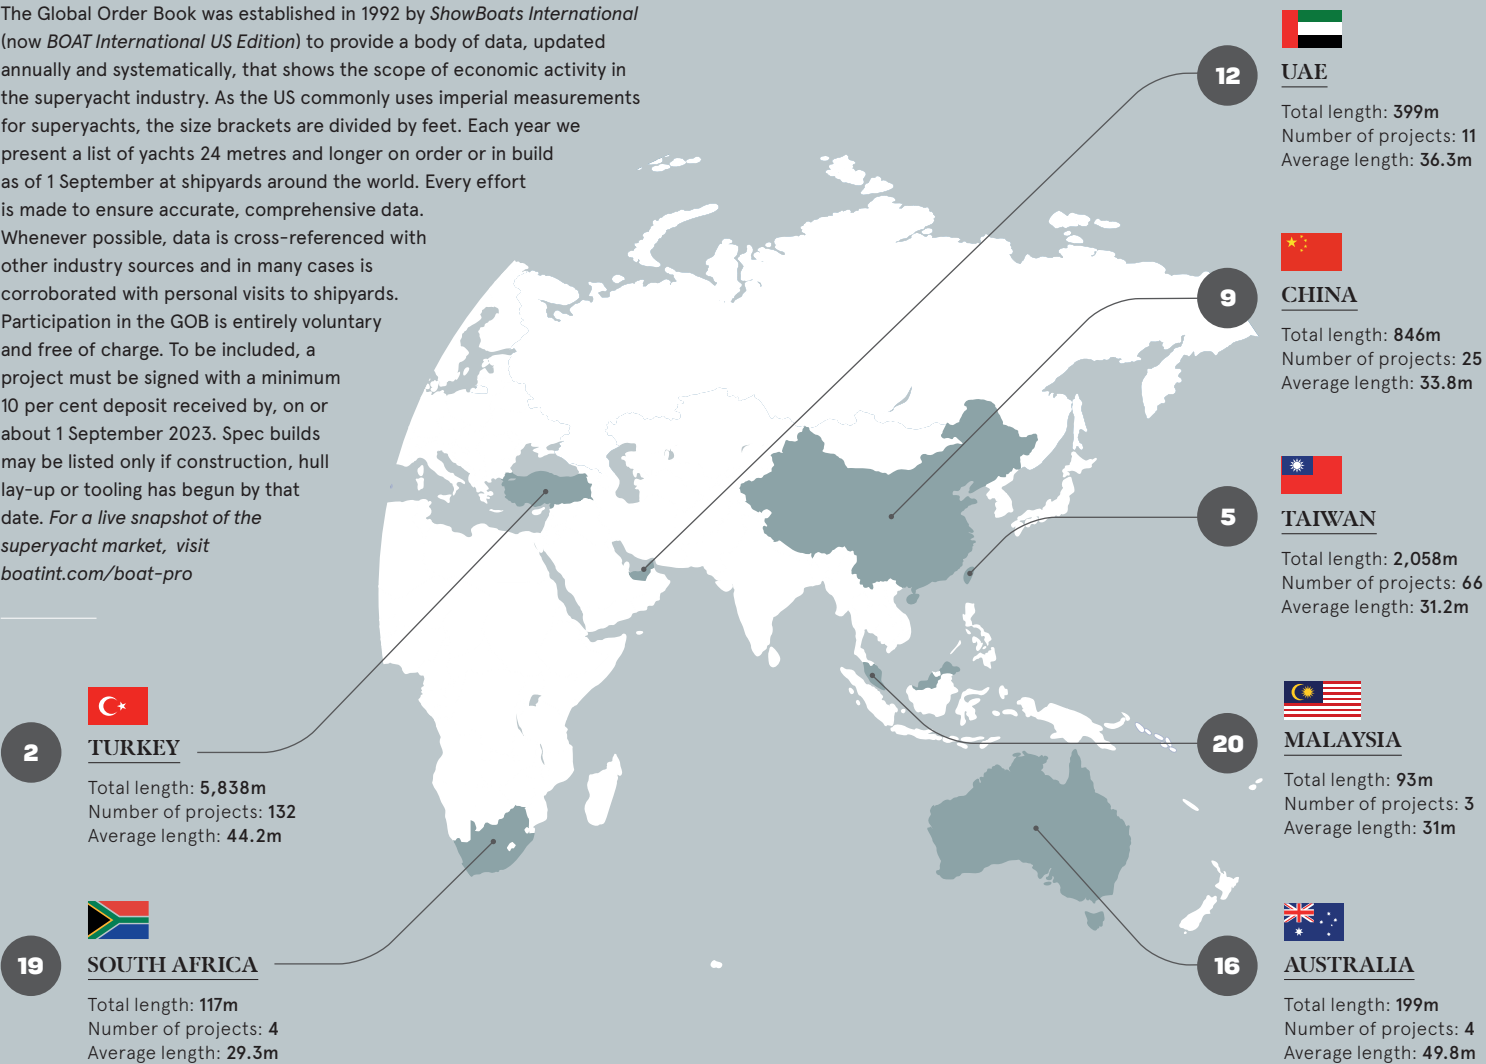 The Global Order Book was established in 1992 by ShowBoats International
(now BOAT International US Edition) to provide a body of data, updated
annually and systematically, that shows the scope of economic activity in
the superyacht industry. As the US commonly uses imperial measurements
for superyachts, the size brackets are divided by feet. Each year we
present a list of yachts 24 metres and longer on order or in build
as of 1 September at shipyards around the world. Every effort
is made to ensure accurate, comprehensive data.
Whenever possible, data is cross-referenced with
other industry sources and in many cases is
corroborated with personal visits to shipyards.
Participation in the GOB is entirely voluntary
and free of charge. To be included, a
project must be signed with a minimum
10 per cent deposit received by, on or
about 1 September 2023. Spec builds
may be listed only if construction, hull
lay-up or tooling has begun by that
date. For a live snapshot of the
superyacht market, visit
boatint.com/boat-pro
2
TURKEY
Total length: 5,838m
Number of projects: 132
Average length: 44.2m
19
SOUTH AFRICA
Total length: 117m
Number of projects: 4
Average length: 29.3m
12
UAE
Total length: 399m
Number of projects: 11
Average length: 36.3m
9
CHINA
Total length: 846m
Number of projects: 25
Average length: 33.8m
5
TAIWAN
Total length: 2,058m
Number of projects: 66
Average length: 31.2m
20
MALAYSIA
Total length: 93m
Number of projects: 3
Average length: 31m
16
AUSTRALIA
Total length: 199m
Number of projects: 4
Average length: 49.8m